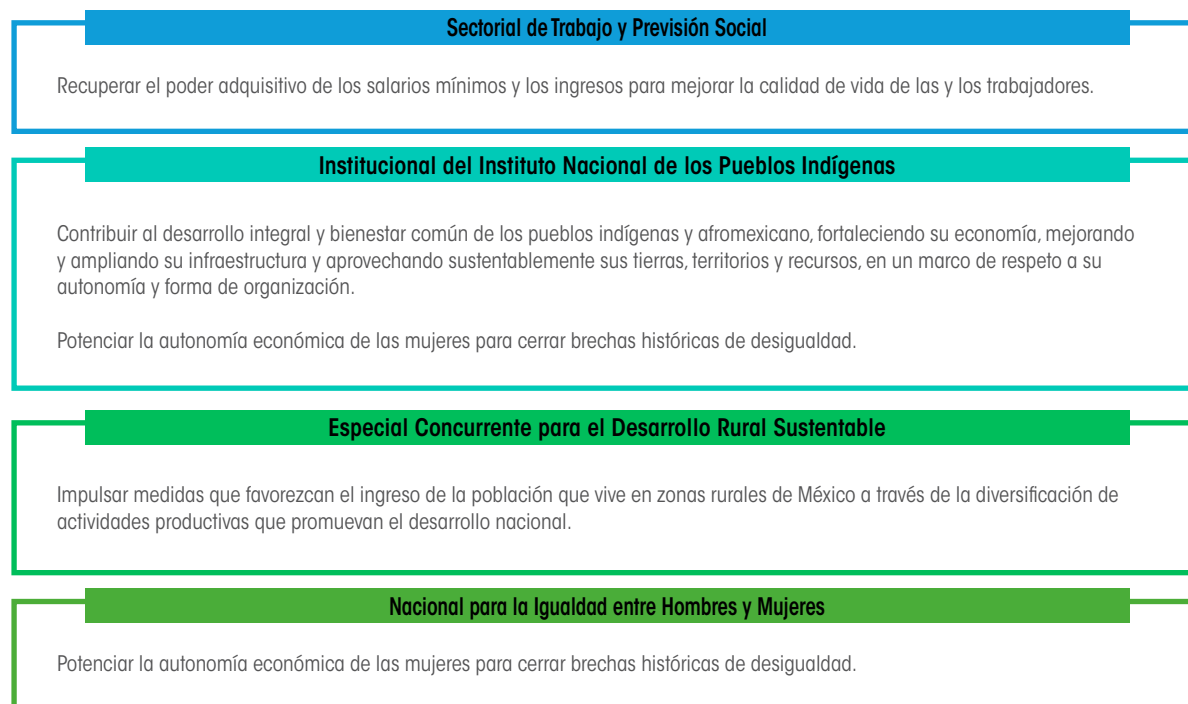 Sectorial de Trabajo y Previsión Social
Recuperar el poder adquisitivo de los salarios mínimos y los ingresos para mejorar la calidad de vida de las y los trabajadores.
Institucional del Instituto Nacional de los Pueblos Indígenas
Contribuir al desarrollo integral y bienestar común de los pueblos indígenas y afromexicano, fortaleciendo su economía, mejorando
y ampliando su infraestructura y aprovechando sustentablemente sus tierras, territorios y recursos, en un marco de respeto a su
autonomía y forma de organización.
Potenciar la autonomía económica de las mujeres para cerrar brechas históricas de desigualdad.
Especial Concurrente para el Desarrollo Rural Sustentable
Impulsar medidas que favorezcan el ingreso de la población que vive en zonas rurales de México a través de la diversificación de
actividades productivas que promuevan el desarrollo nacional.
Nacional para la Igualdad entre Hombres y Mujeres
Potenciar la autonomía económica de las mujeres para cerrar brechas históricas de desigualdad.